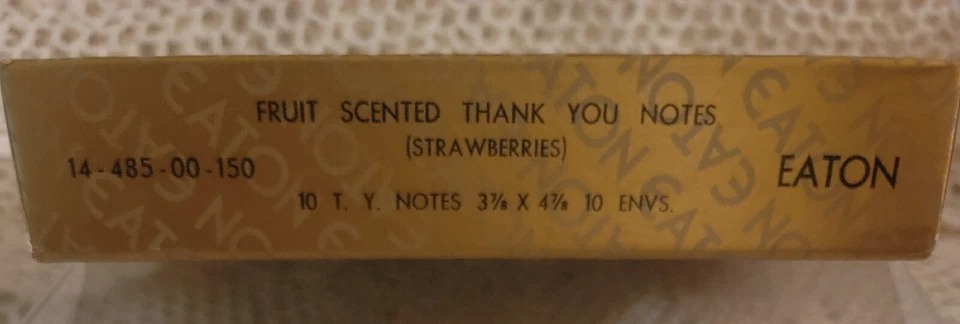 FRUIT SCENTED THANK YOU NOTES
(STRAWBERRIES)
14-485-00-150
EATON
10 T. Y. NOTES 3⅞ X 4⅞ 10 ENVS.